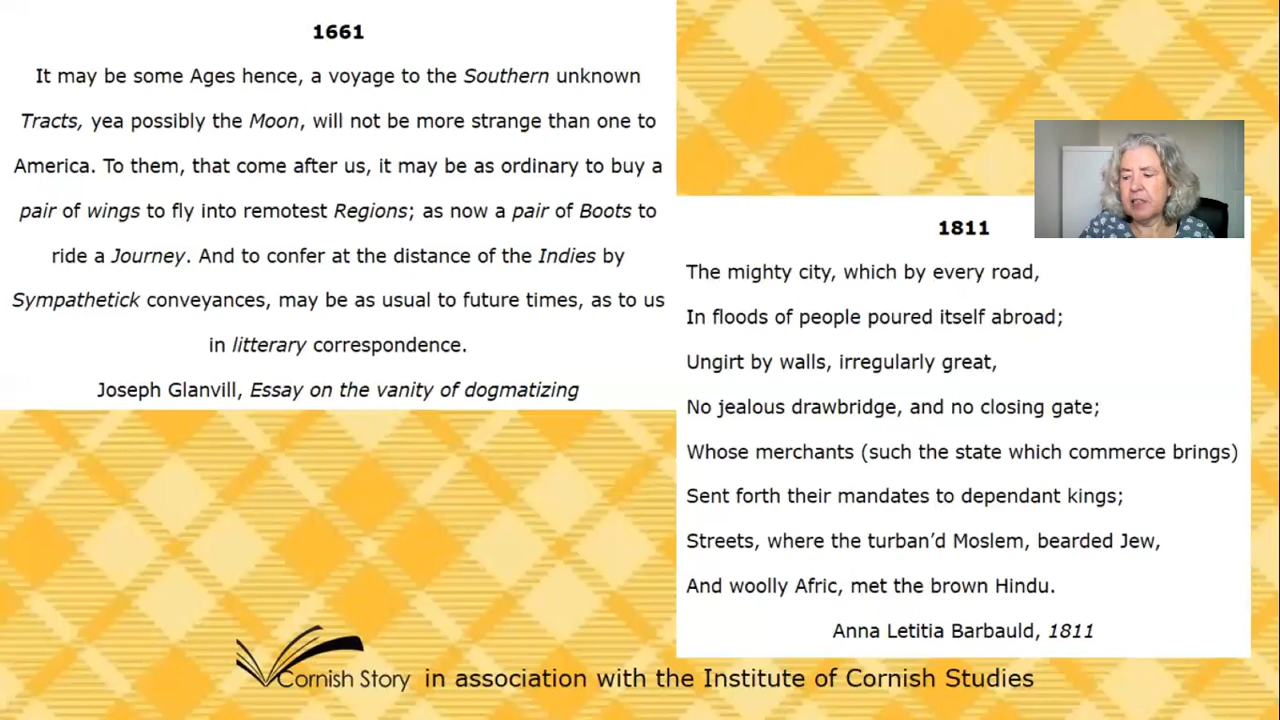 1661
It may be some Ages hence, a voyage to the Southern unknown
Tracts, yea possibly the Moon, will not be more strange than one to
America. To them, that come after us, it may be as ordinary to buy a
pair of wings to fly into remotest Regions; as now a pair of Boots to
ride a Journey. And to confer at the distance of the Indies by
Sympathetick conveyances, may be as usual to future times, as to us
in litterary correspondence.
Joseph Glanvill, Essay on the vanity of dogmatizing
1811
The mighty city, which by every road,
In floods of people poured itself abroad;
Ungirt by walls, irregularly great,
No jealous drawbridge, and no closing gate;
Whose merchants (such the state which commerce brings)
Sent forth their mandates to dependant kings;
Streets, where the turban’d Moslem, bearded Jew,
And woolly Afric, met the brown Hindu.
Anna Letitia Barbauld, 1811
Cornish Story in association with the Institute of Cornish Studies